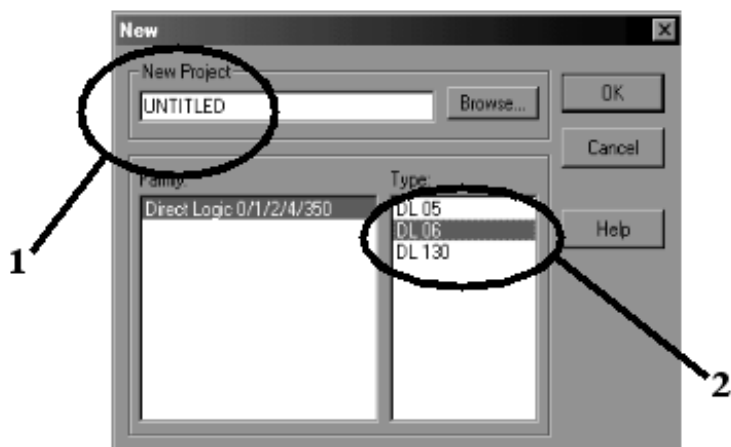 New
New Project
UNTITLED
Browse...
OK
Cancel
Family:
Type:
Direct Logic 0/1/2/4/350
DL 05
DL 06
DL 130
Help
1
2